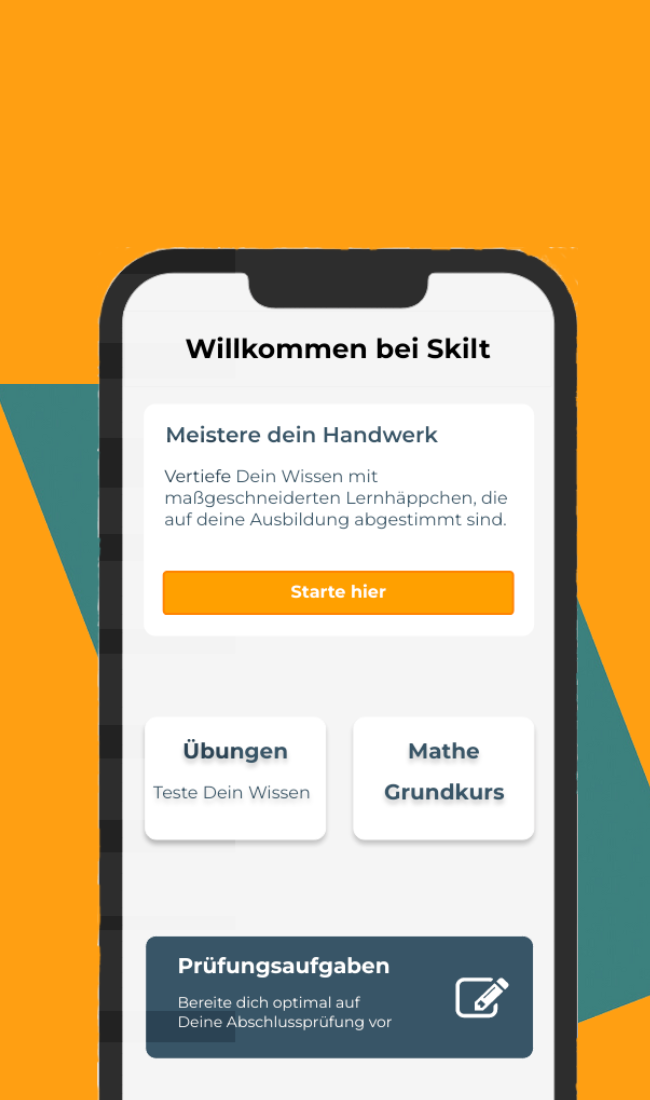 Willkommen bei Skilt
Meistere dein Handwerk
Vertiefe Dein Wissen mit
maßgeschneiderten Lernhäppchen, die
auf deine Ausbildung abgestimmt sind.
Starte hier
Übungen
Teste Dein Wissen
Mathe
Grundkurs
Prüfungsaufgaben
Bereite dich optimal auf
Deine Abschlussprüfung vor